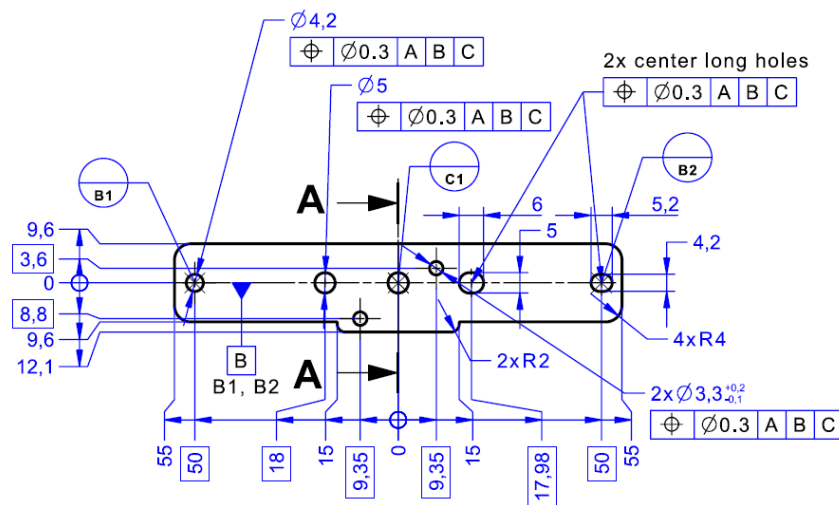 Ø4,2
⌖ Ø0.3 A B C
2x center long holes
⌖ Ø0.3 A B C
Ø5
⌖ Ø0.3 A B C
B1
C1
B2
A
6
5,2
9,6
5
4,2
3,6
0
8,8
9,6
12,1
B
B1, B2
A
2xR2
4xR4
2xØ3,3 +0,2 -0,1
⌖ Ø0.3 A B C
55
50
18
15
9,35
0
9,35
15
17,98
50
55